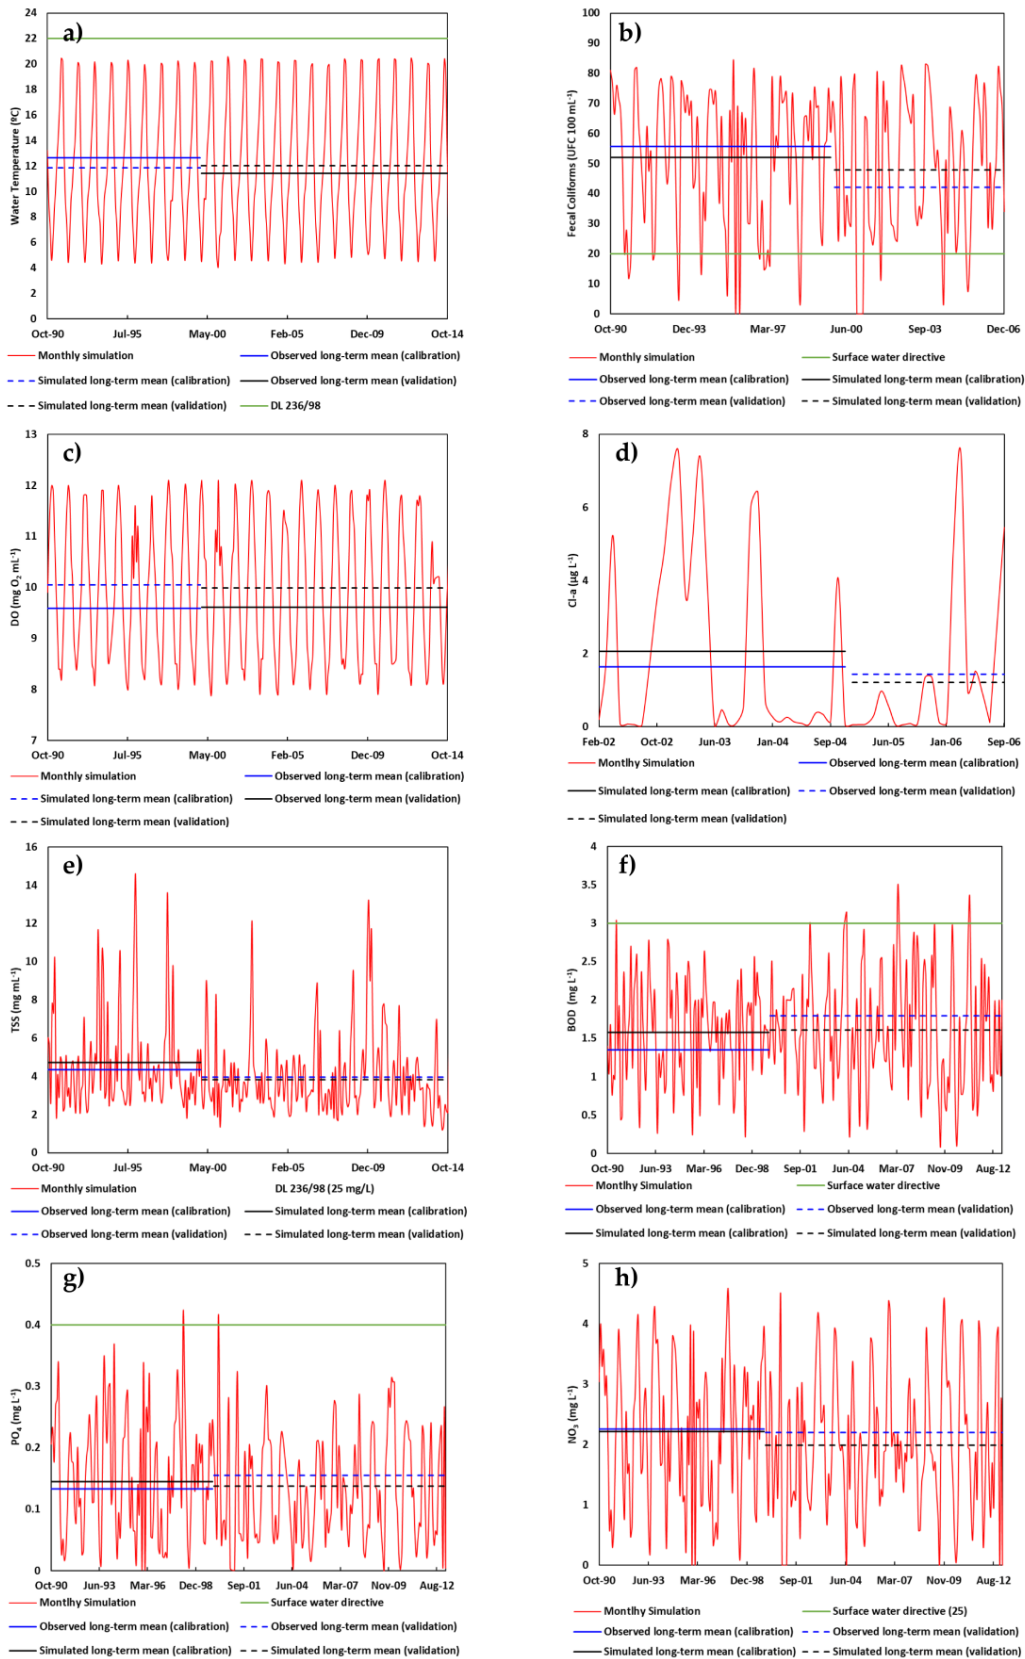 a)
Water Temperature (ºC)
24
22
20
18
16
14
12
10
8
6
4
2
0
Oct-90 Jul-95 May-00 Feb-05 Dec-09 Oct-14
Monthly simulation Observed long-term mean (calibration)
Simulated long-term mean (calibration) Observed long-term mean (validation)
Simulated long-term mean (validation) DL 236/98
b)
Fecal Coliforms (UFC 100 mL⁻¹)
100
90
80
70
60
50
40
30
20
10
0
Oct-90 Dec-93 Mar-97 Jun-00 Sep-03 Dec-06
Monthly simulation Surface water directive
Observed long-term mean (calibration) Simulated long-term mean (calibration)
Observed long-term mean (validation) Simulated long-term mean (validation)
c)
DO (mg O₂ mL⁻¹)
13
12
11
10
9
8
7
Oct-90 Jul-95 May-00 Feb-05 Dec-09 Oct-14
Monthly simulation Observed long-term mean (calibration)
Simulated long-term mean (calibration) Observed long-term mean (validation)
Simulated long-term mean (validation)
d)
Cl-a (µg L⁻¹)
8
6
4
2
0
Feb-02 Oct-02 Jun-03 Jan-04 Sep-04 Jun-05 Jan-06 Sep-06
Montlhy Simulation Observed long-term mean (calibration)
Simulated long-term mean (calibration) Observed long-term mean (validation)
Simulated long-term mean (validation)
e)
TSS (mg mL⁻¹)
16
14
12
10
8
6
4
2
0
Oct-90 Jul-95 May-00 Feb-05 Dec-09 Oct-14
Monthly simulation DL 236/98 (25 mg/L)
Observed long-term mean (calibration) Simulated long-term mean (calibration)
Observed long-term mean (validation) Simulated long-term mean (validation)
f)
BOD (mg L⁻¹)
4
3.5
3
2.5
2
1.5
1
0.5
0
Oct-90 Jun-93 Mar-96 Dec-98 Sep-01 Jun-04 Mar-07 Nov-09 Aug-12
Montlhy Simulation Surface water directive
Observed long-term mean (calibration) Observed long-term mean (validation)
Simulated long-term mean (calibration) Simulated long-term mean (validation)
g)
PO₄ (mg L⁻¹)
0.5
0.4
0.3
0.2
0.1
0
Oct-90 Jun-93 Mar-96 Dec-98 Sep-01 Jun-04 Mar-07 Nov-09 Aug-12
Montlhy Simulation Surface water directive
Observed long-term mean (calibration) Observed long-term mean (validation)
Simulated long-term mean (calibration) Simulated long-term mean (validation)
h)
NO₃ (mg L⁻¹)
5
4
3
2
1
0
Oct-90 Jun-93 Mar-96 Dec-98 Sep-01 Jun-04 Mar-07 Nov-09 Aug-12
Montlhy Simulation Surface water directive (25)
Observed long-term mean (calibration) Observed long-term mean (validation)
Simulated long-term mean (calibration) Simulated long-term mean (validation)